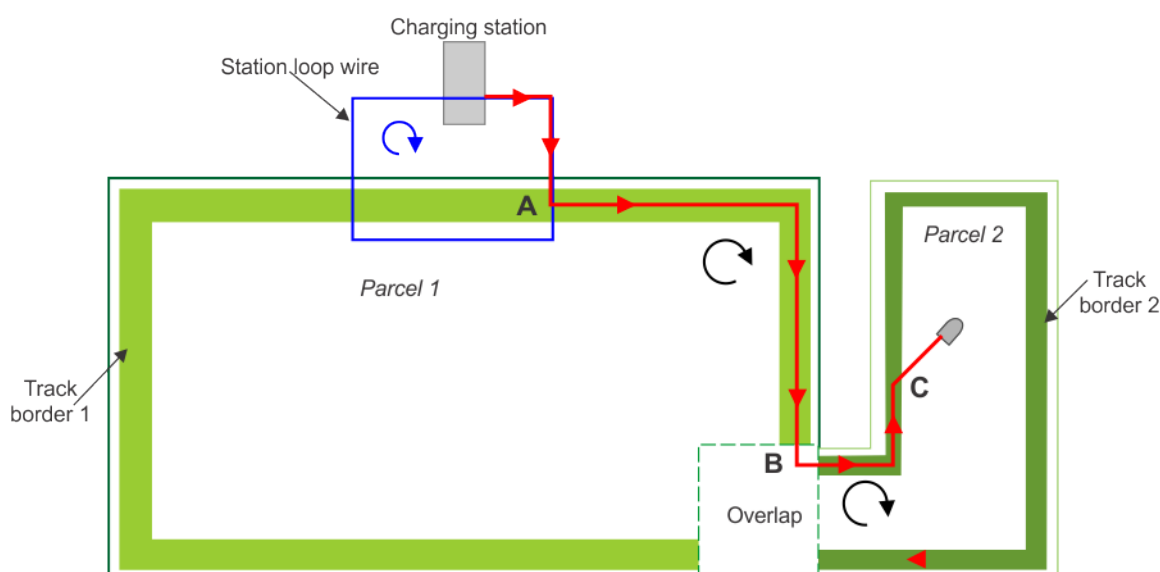 Charging station
Station loop wire
A
Parcel 1
Parcel 2
Track
border 2
Track
border 1
C
B
Overlap